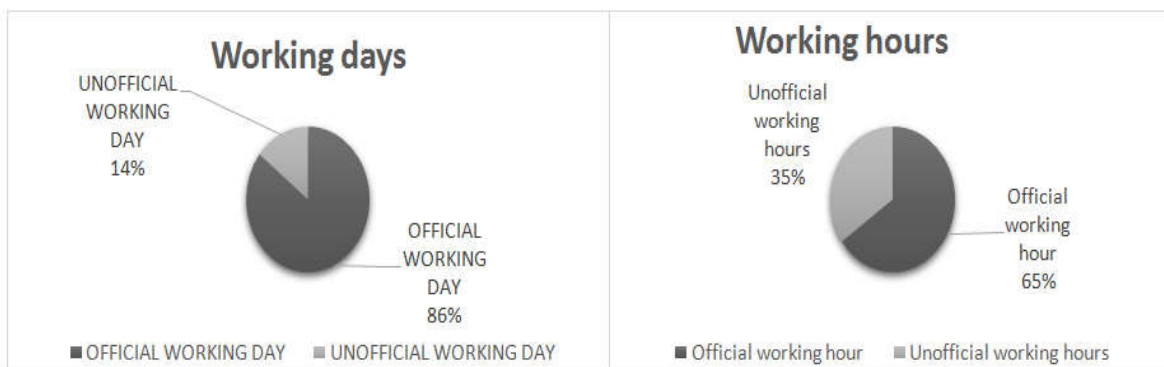 Working days
UNOFFICIAL
WORKING
DAY
14%
OFFICIAL
WORKING
DAY
86%
OFFICIAL WORKING DAY
UNOFFICIAL WORKING DAY
Working hours
Unofficial
working
hours
35%
Official
working
hour
65%
Official working hour
Unofficial working hours